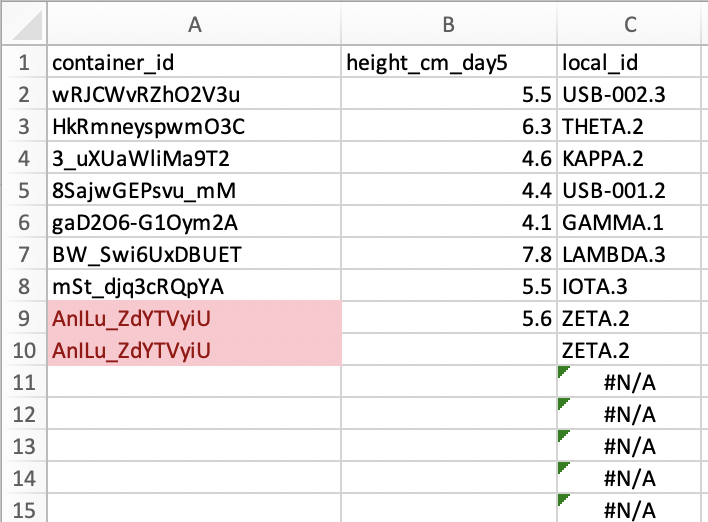 A B C
1 container_id height_cm_day5 local_id
2 wRJCWvRZhO2V3u 5.5 USB-002.3
3 HkRmneyspwmO3C 6.3 THETA.2
4 3_uXUaWliMa9T2 4.6 KAPPA.2
5 8SajwGEPsvu_mM 4.4 USB-001.2
6 gaD2O6-G1Oym2A 4.1 GAMMA.1
7 BW_Swi6UxDBUET 7.8 LAMBDA.3
8 mSt_djq3cRQpYA 5.5 IOTA.3
9 AnILu_ZdYTVyiU 5.6 ZETA.2
10 AnILu_ZdYTVyiU ZETA.2
11 #N/A
12 #N/A
13 #N/A
14 #N/A
15 #N/A